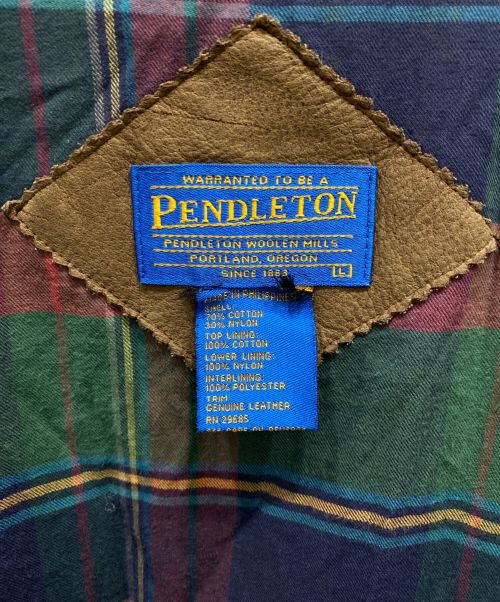 WARRANTED TO BE A
PENDLETON
PENDLETON WOOLEN MILLS
PORTLAND, OREGON
SINCE 1863 L
MADE IN PHILIPPINES
SHELL:
70% COTTON
30% NYLON
TOP LINING:
100% COTTON
LOWER LINING:
100% NYLON
INTERLINING:
100% POLYESTER
TRIM
GENUINE LEATHER
RN 29685